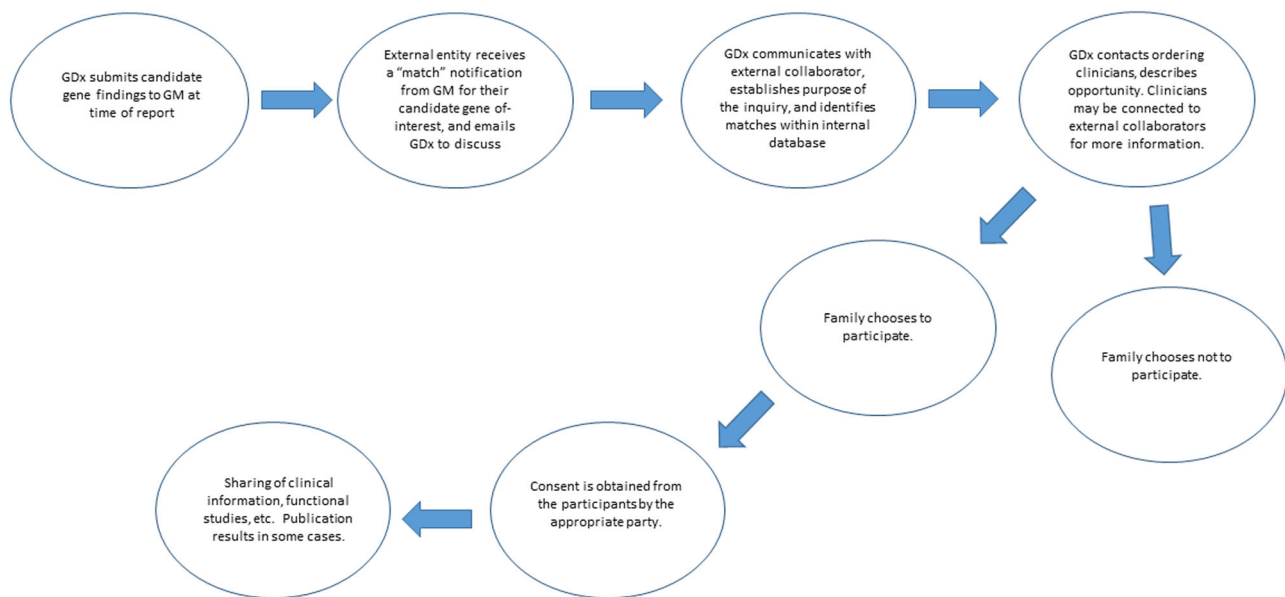 GDx submits candidate
gene findings to GM at
time of report
External entity receives
a “match” notification
from GM for their
candidate gene of-
interest, and emails
GDx to discuss
GDx communicates with
external collaborator,
establishes purpose of
the inquiry, and identifies
matches within internal
database
GDx contacts ordering
clinicians, describes
opportunity. Clinicians
may be connected to
external collaborators
for more information.
Family chooses to
participate.
Family chooses not to
participate.
Consent is obtained from
the participants by the
appropriate party.
Sharing of clinical
information, functional
studies, etc.  Publication
results in some cases.